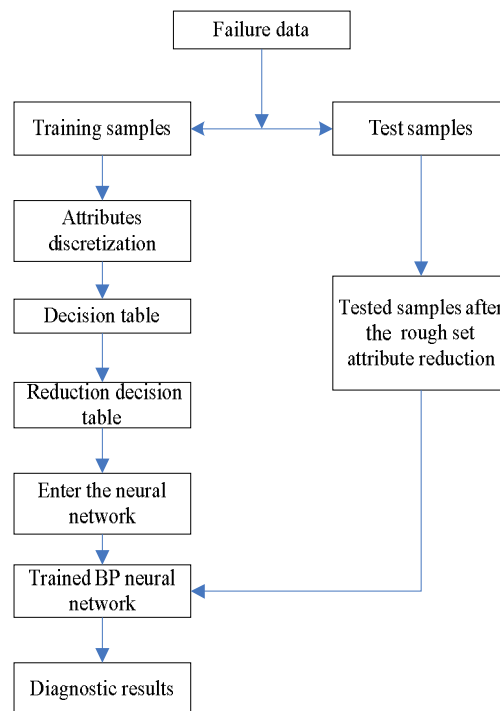 Failure data
Training samples
Test samples
Attributes
discretization
Decision table
Tested samples after
the rough set
attribute reduction
Reduction decision
table
Enter the neural
network
Trained BP neural
network
Diagnostic results